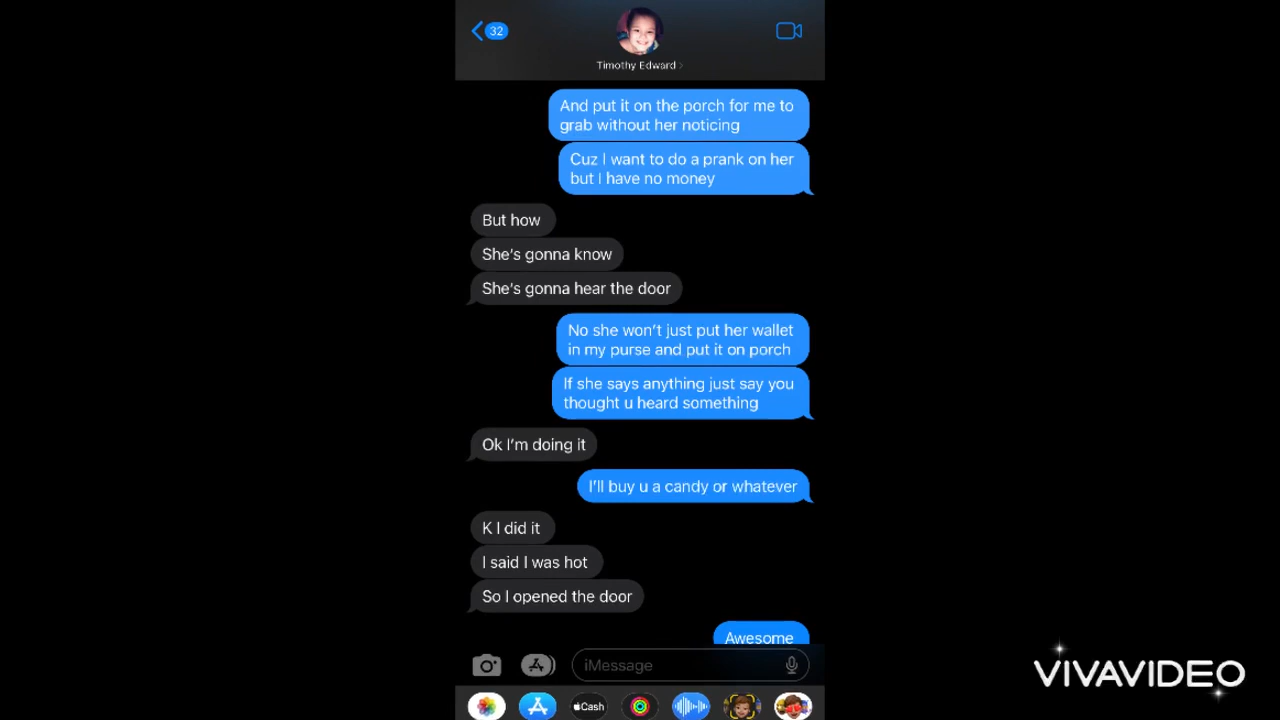 32
Timothy Edward
And put it on the porch for me to
grab without her noticing
Cuz I want to do a prank on her
but I have no money
But how
She's gonna know
She's gonna hear the door
No she won't just put her wallet
in my purse and put it on porch
If she says anything just say you
thought u heard something
Ok I'm doing it
I'll buy u a candy or whatever
K I did it
I said I was hot
So I opened the door
Awesome
iMessage
Cash
VIVAVIDEO